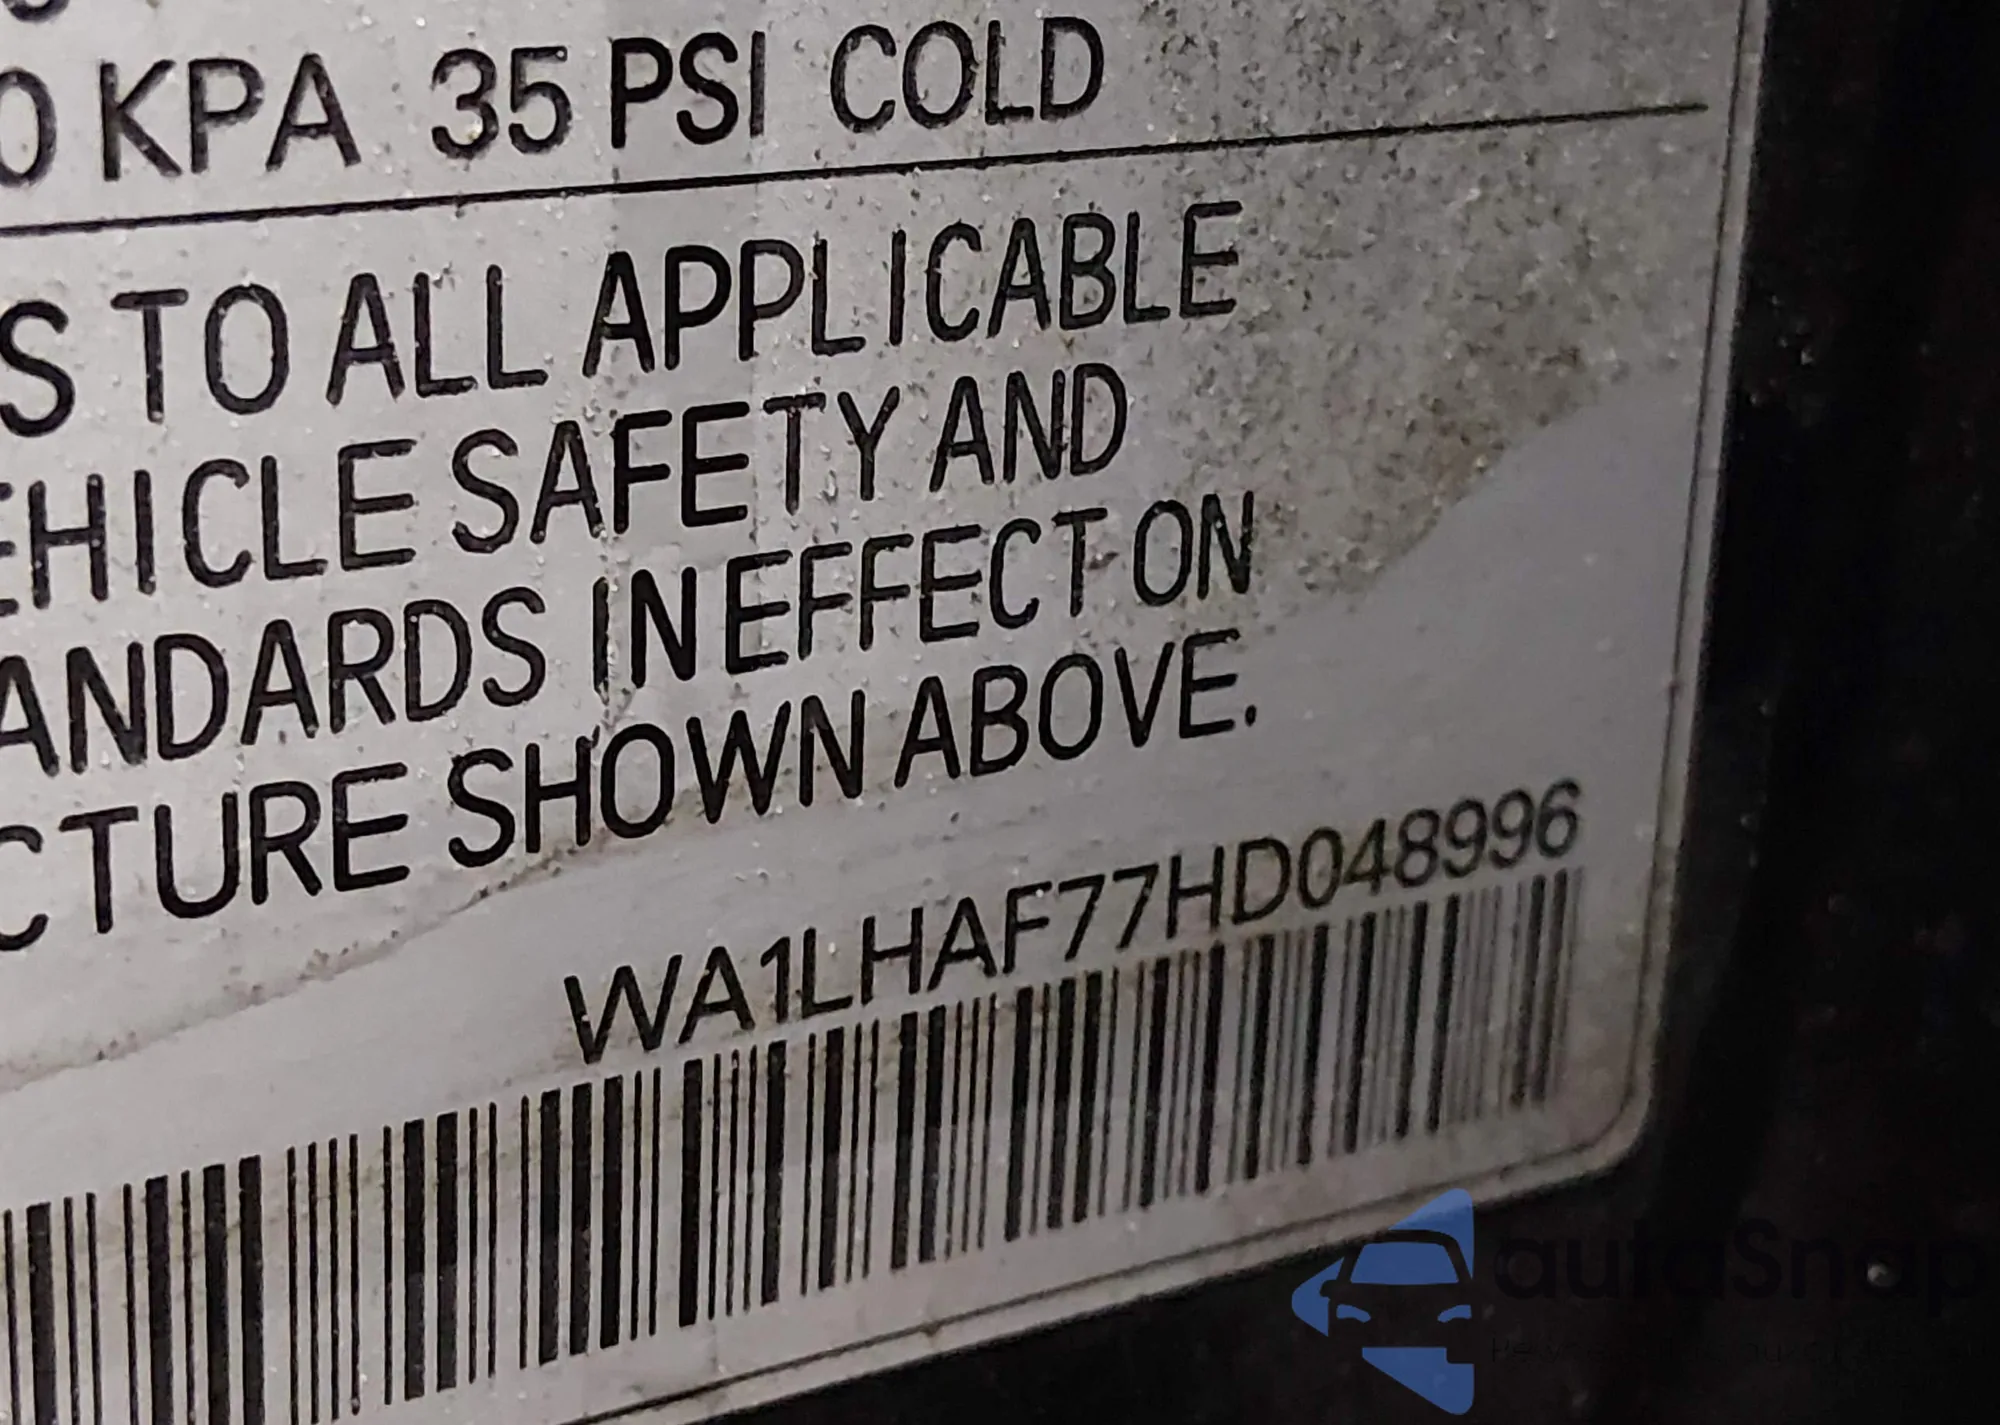 0 KPA 35 PSI COLD
S TO ALL APPLICABLE
EHICLE SAFETY AND
ANDARDS IN EFFECT ON
CTURE SHOWN ABOVE.
WA1LHAF77HD048996
autoSnap